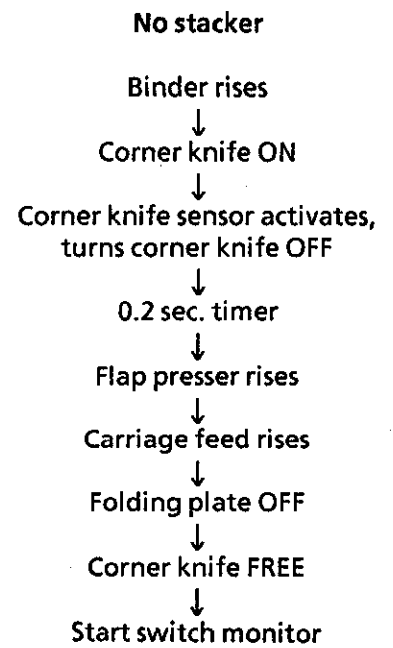 No stacker
Binder rises
↓
Corner knife ON
↓
Corner knife sensor activates,
turns corner knife OFF
↓
0.2 sec. timer
↓
Flap presser rises
↓
Carriage feed rises
↓
Folding plate OFF
↓
Corner knife FREE
↓
Start switch monitor